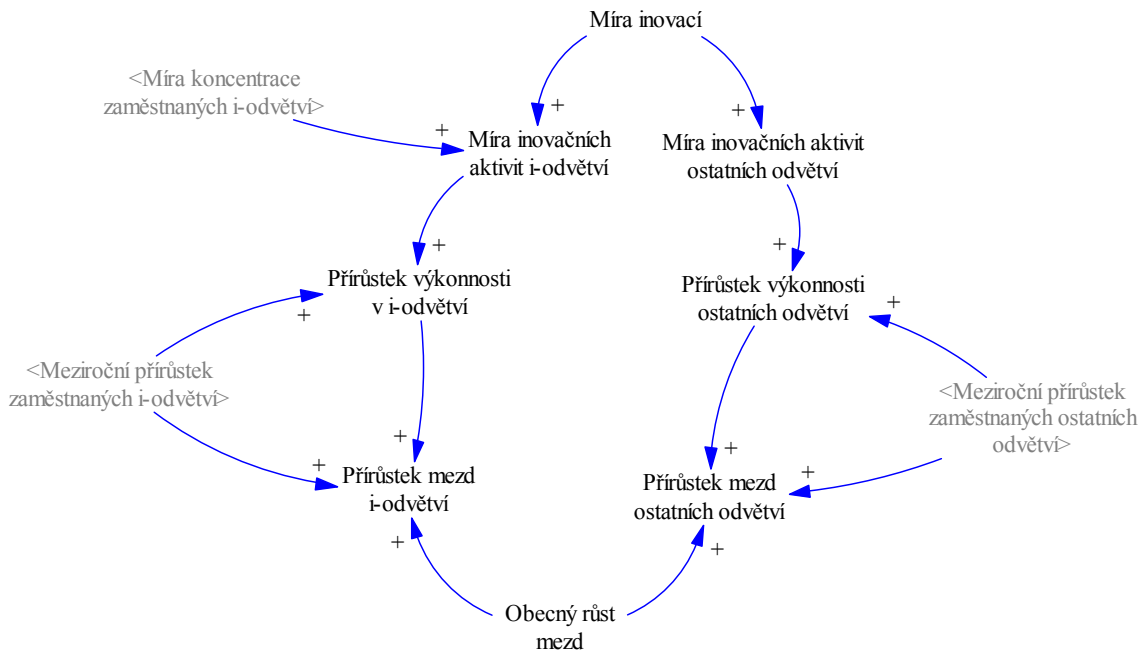 Míra inovací
<Míra koncentrace
zaměstnaných i-odvětví>
+
+
+
Míra inovačních
aktivit i-odvětví
Míra inovačních aktivit
ostatních odvětví
+
+
Přírůstek výkonnosti
v i-odvětví
Přírůstek výkonnosti
ostatních odvětví
+
+
<Meziroční přírůstek
zaměstnaných i-odvětví>
<Meziroční přírůstek
zaměstnaných ostatních
odvětví>
+
+
+
+
Přírůstek mezd
i-odvětví
Přírůstek mezd
ostatních odvětví
+
+
Obecný růst
mezd